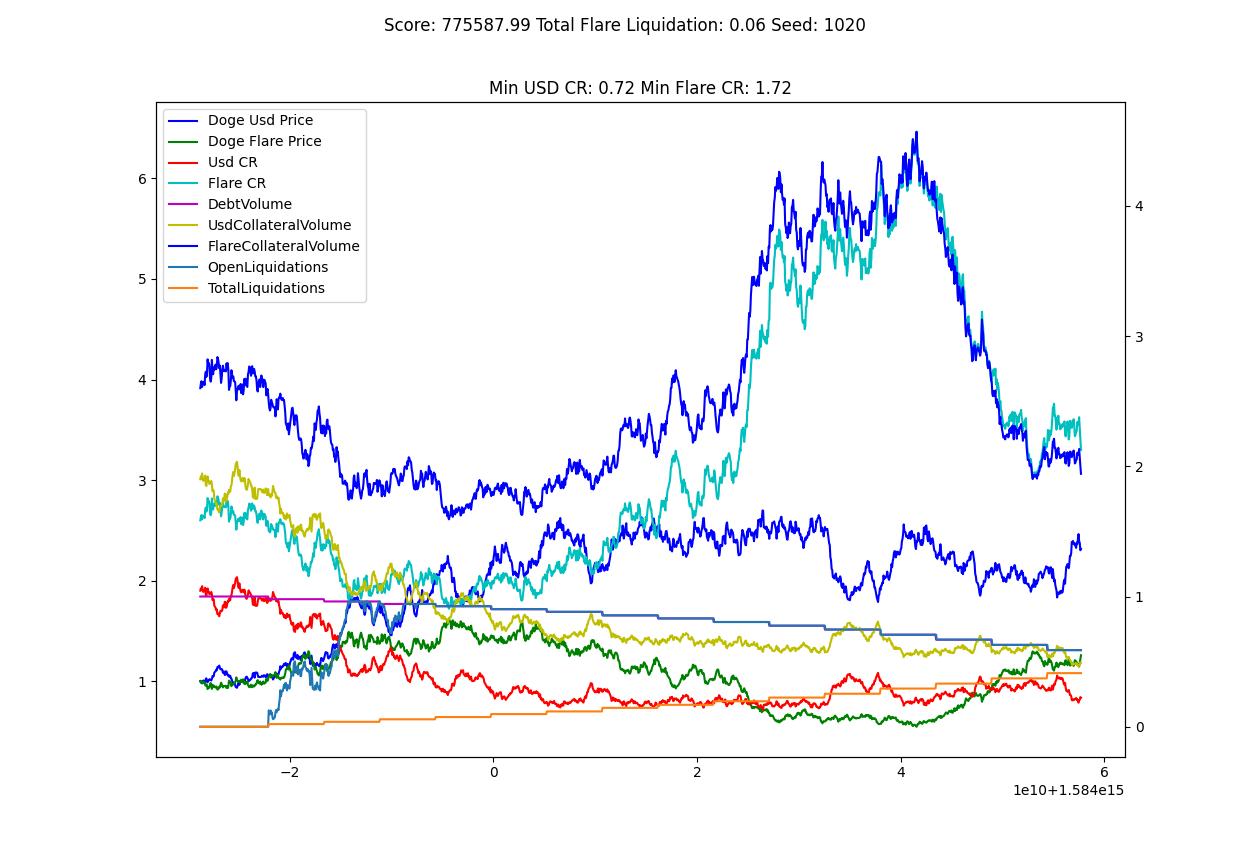 Score: 775587.99 Total Flare Liquidation: 0.06 Seed: 1020
Min USD CR: 0.72 Min Flare CR: 1.72
Doge Usd Price
Doge Flare Price
Usd CR
Flare CR
DebtVolume
UsdCollateralVolume
FlareCollateralVolume
OpenLiquidations
TotalLiquidations
6
5
4
3
2
1
4
3
2
1
0
−2
0
2
4
6
1e10+1.584e15